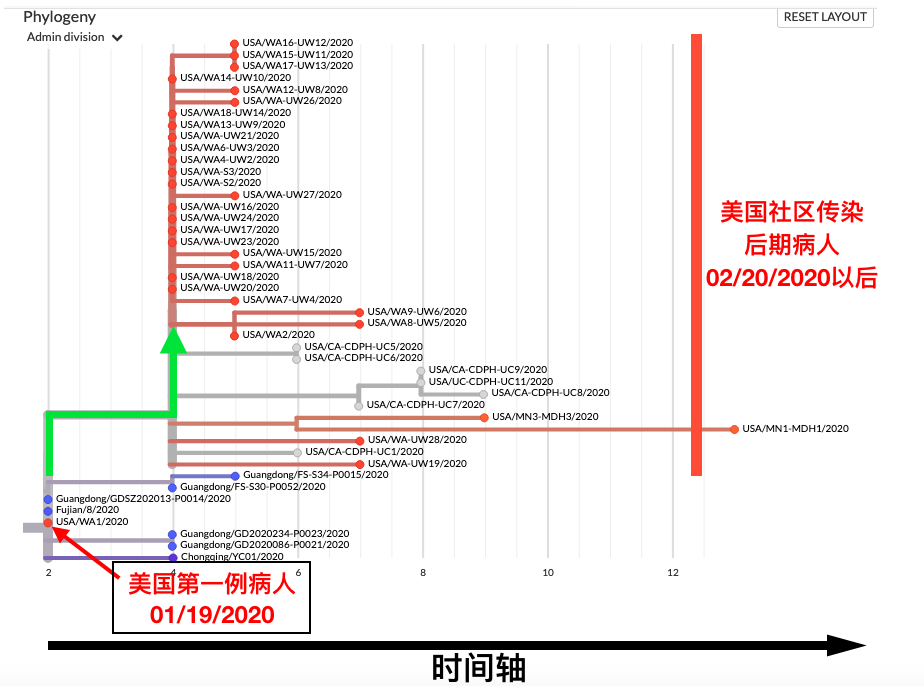 Phylogeny
RESET LAYOUT
Admin division
USA/WA16-UW12/2020
USA/WA15-UW11/2020
USA/WA17-UW13/2020
USA/WA14-UW10/2020
USA/WA12-UW8/2020
USA/WA-UW26/2020
USA/WA18-UW14/2020
USA/WA13-UW9/2020
USA/WA-UW21/2020
USA/WA6-UW3/2020
USA/WA4-UW2/2020
USA/WA-S3/2020
USA/WA-S2/2020
USA/WA-UW27/2020
USA/WA-UW16/2020
USA/WA-UW24/2020
USA/WA-UW17/2020
USA/WA-UW23/2020
USA/WA-UW15/2020
USA/WA11-UW7/2020
USA/WA-UW18/2020
USA/WA-UW20/2020
USA/WA7-UW4/2020
USA/WA9-UW6/2020
USA/WA8-UW5/2020
USA/WA2/2020
USA/CA-CDPH-UC5/2020
USA/CA-CDPH-UC6/2020
USA/CA-CDPH-UC9/2020
USA/UC-CDPH-UC11/2020
USA/CA-CDPH-UC8/2020
USA/CA-CDPH-UC7/2020
USA/MN3-MDH3/2020
USA/MN1-MDH1/2020
USA/WA-UW28/2020
USA/CA-CDPH-UC1/2020
USA/WA-UW19/2020
Guangdong/FS-S34-P0015/2020
Guangdong/FS-S30-P0052/2020
Guangdong/GDSZ202013-P0014/2020
Fujian/8/2020
USA/WA1/2020
Guangdong/GD2020234-P0023/2020
Guangdong/GD2020086-P0021/2020
Chongqing/YC01/2020
美国社区传染
后期病人
02/20/2020以后
2 4 6 8 10 12
美国第一例病人
01/19/2020
时间轴